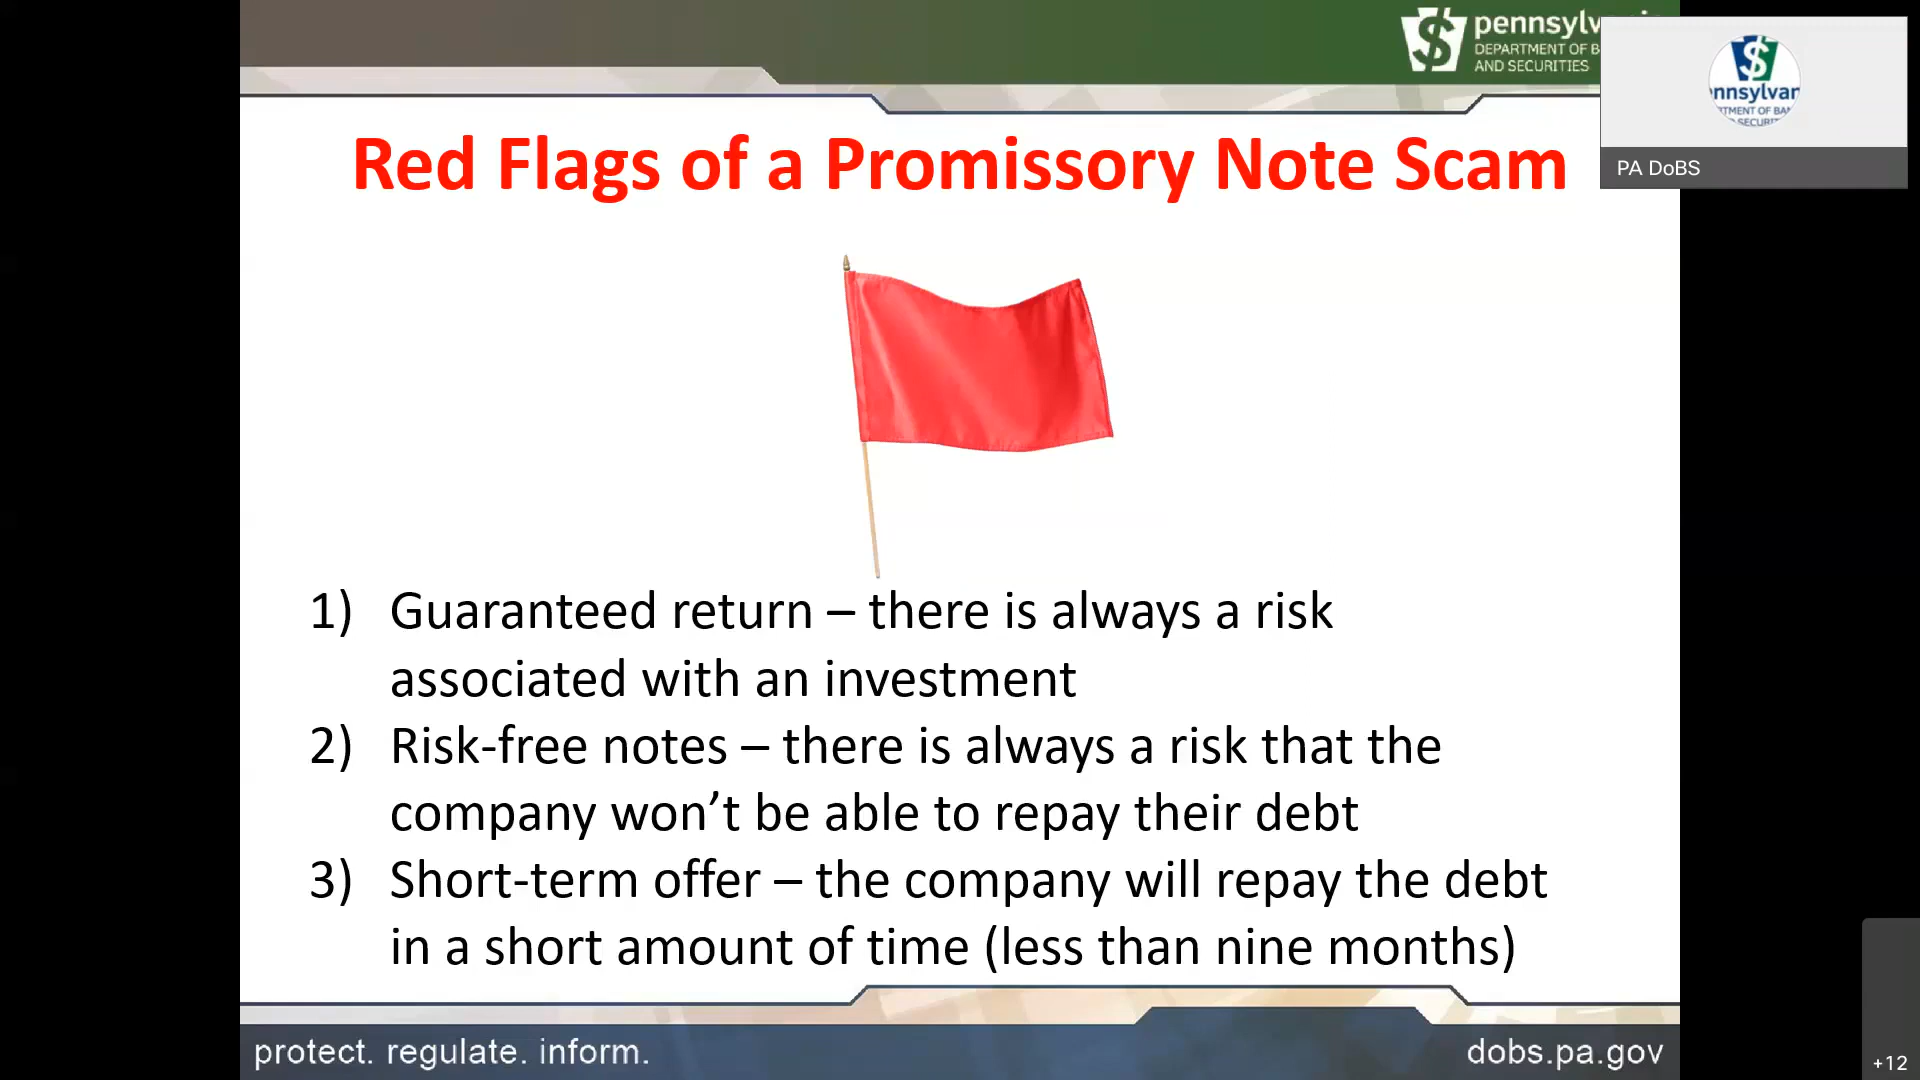 DEPARTMENT OF B
AND SECURITIES
PA DoBS
Red Flags of a Promissory Note Scam
1) Guaranteed return – there is always a risk
associated with an investment
2) Risk-free notes – there is always a risk that the
company won’t be able to repay their debt
3) Short-term offer – the company will repay the debt
in a short amount of time (less than nine months)
protect. regulate. inform.
dobs.pa.gov
+12